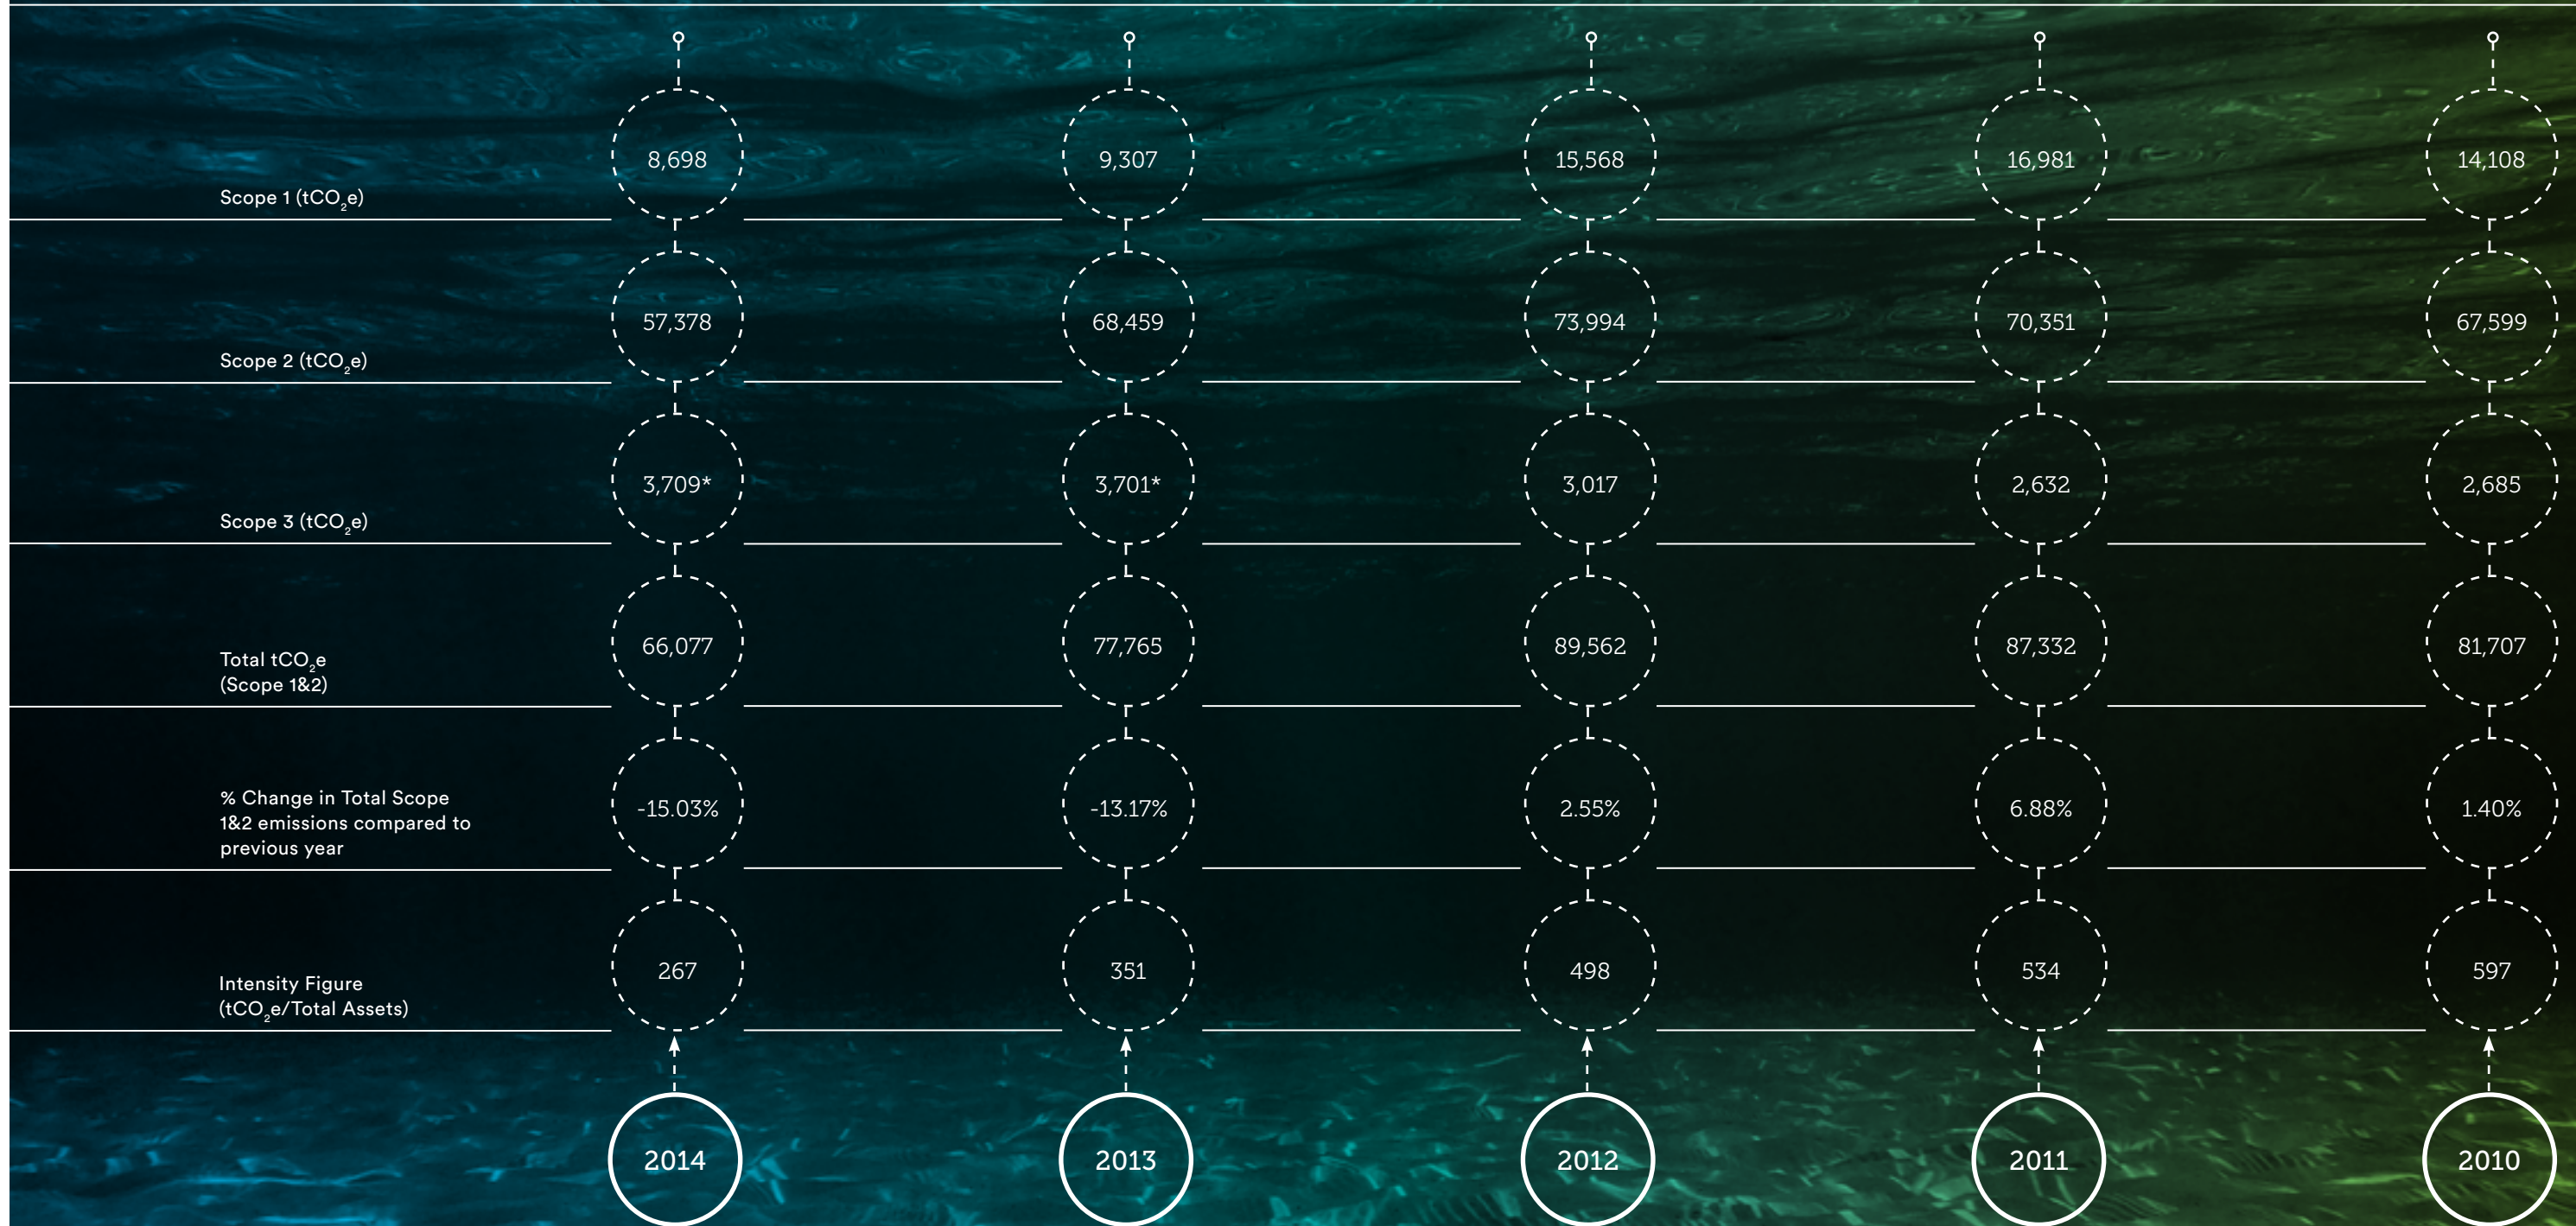 8,698 9,307 15,568 16,981 14,108
Scope 1 (tCO₂e)
57,378 68,459 73,994 70,351 67,599
Scope 2 (tCO₂e)
3,709* 3,701* 3,017 2,632 2,685
Scope 3 (tCO₂e)
66,077 77,765 89,562 87,332 81,707
Total tCO₂e
(Scope 1&2)
% Change in Total Scope
-15.03% -13.17% 2.55% 6.88% 1.40%
1&2 emissions compared to
previous year
267 351 498 534 597
Intensity Figure
(tCO₂e/Total Assets)
2014 2013 2012 2011 2010